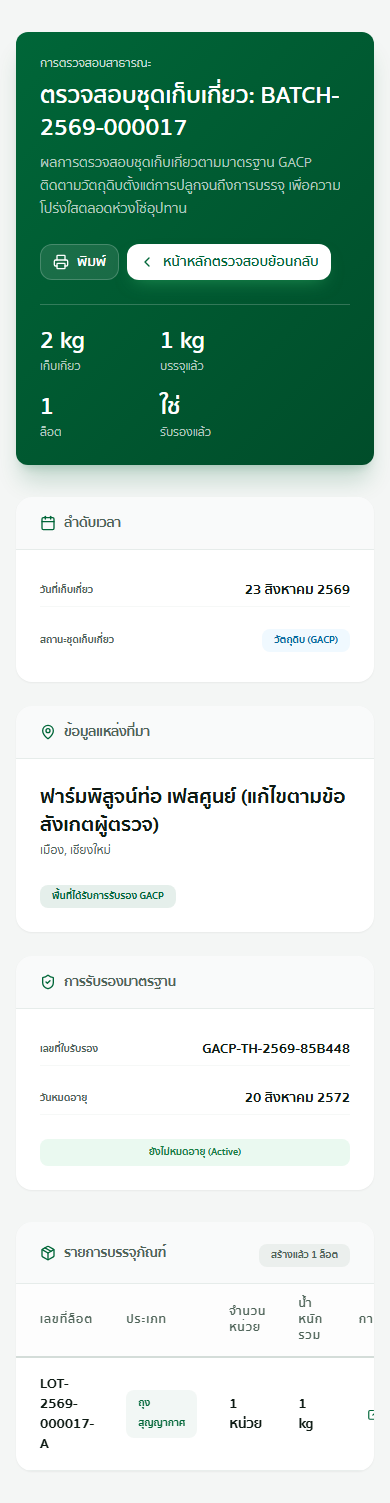 การตรวจสอบสาธารณะ
ตรวจสอบชุดเก็บเกี่ยว: BATCH-
2569-000017
ผลการตรวจสอบชุดเก็บเกี่ยวตามมาตรฐาน GACP
ติดตามวัตถุดิบตั้งแต่การปลูกจนถึงการบรรจุ เพื่อความ
โปร่งใสตลอดห่วงโซ่อุปทาน
พิมพ์
หน้าหลักตรวจสอบย้อนกลับ
2 kg
1 kg
เก็บเกี่ยว
บรรจุแล้ว
1
ใช่
ล็อต
รับรองแล้ว
ลำดับเวลา
วันที่เก็บเกี่ยว
23 สิงหาคม 2569
สถานะชุดเก็บเกี่ยว
วัตถุดิบ (GACP)
ข้อมูลแหล่งที่มา
ฟาร์มพิสูจน์ท่อ เฟสศูนย์ (แก้ไขตามข้อ
สังเกตผู้ตรวจ)
เมือง, เชียงใหม่
พื้นที่ได้รับการรับรอง GACP
การรับรองมาตรฐาน
เลขที่ใบรับรอง
GACP-TH-2569-85B448
วันหมดอายุ
20 สิงหาคม 2572
ยังไม่หมดอายุ (Active)
รายการบรรจุภัณฑ์
สร้างแล้ว 1 ล็อต
เลขที่ล็อต
ประเภท
จำนวน
หน่วย
น้ำ
หนัก
รวม
LOT-
2569-
000017-
A
ถุง
สุญญากาศ
1
หน่วย
1
kg